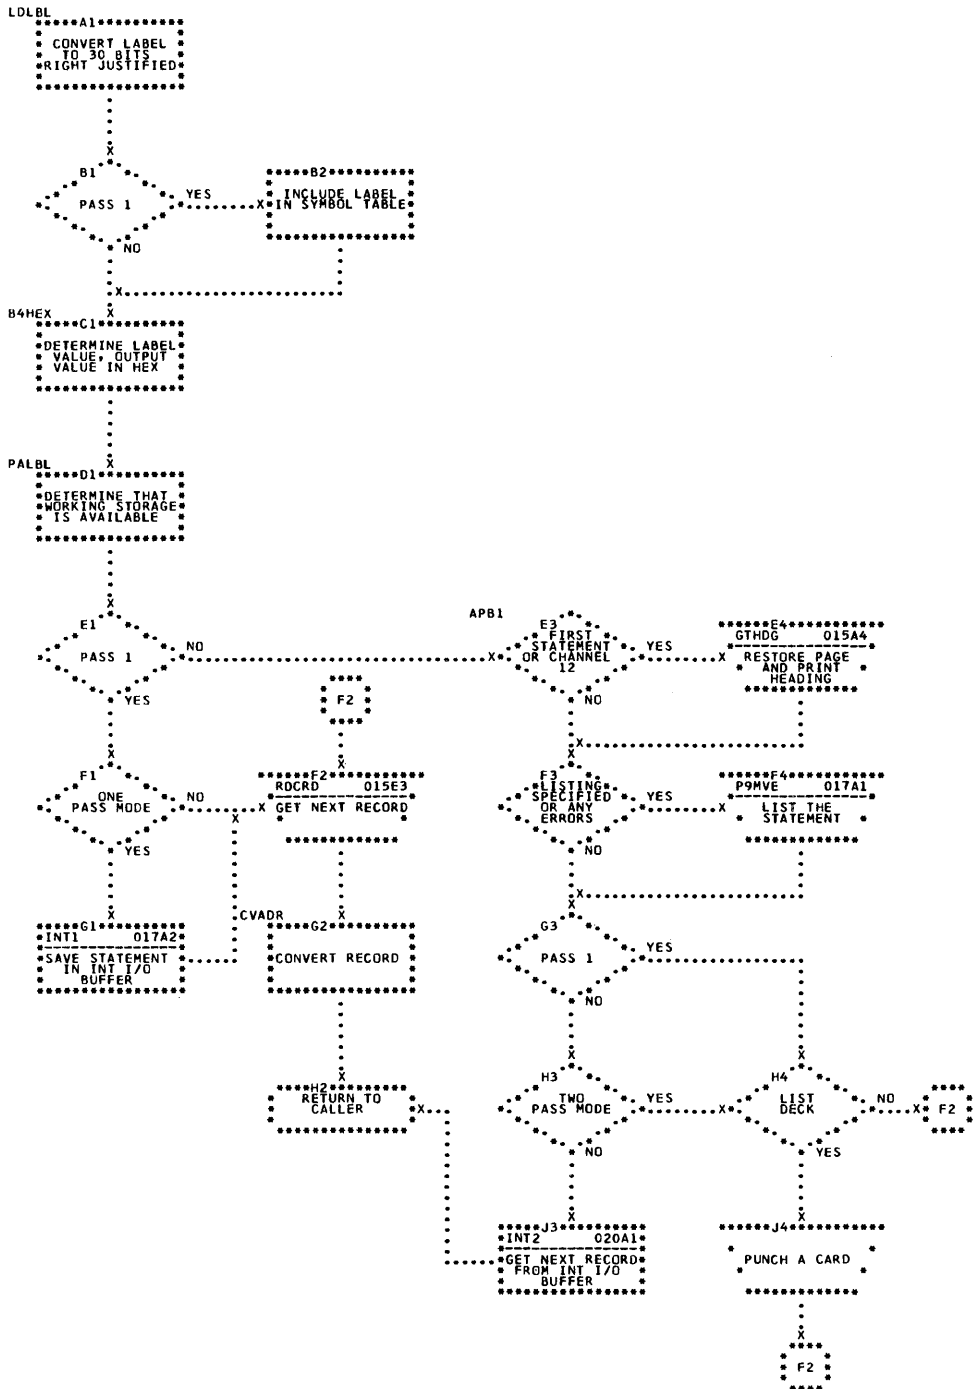 LDLBL
A1
CONVERT LABEL
TO 30 BITS
RIGHT JUSTIFIED
B1
PASS 1
YES
NO
B2
INCLUDE LABEL
IN SYMBOL TABLE
B4HEX
C1
DETERMINE LABEL
VALUE, OUTPUT
VALUE IN HEX
PALBL
D1
DETERMINE THAT
WORKING STORAGE
IS AVAILABLE
E1
PASS 1
NO
YES
APB1
E3
FIRST
STATEMENT
OR CHANNEL
12
YES
NO
E4
GTHDG 015A4
RESTORE PAGE
AND PRINT
HEADING
F2
F1
ONE
PASS MODE
NO
YES
F2
RDCRD 015E3
GET NEXT RECORD
F3
LISTING
SPECIFIED
OR ANY
ERRORS
YES
NO
F4
P9MVE 017A1
LIST THE
STATEMENT
G1
INT1 017A2
SAVE STATEMENT
IN INT I/O
BUFFER
CVADR
G2
CONVERT RECORD
G3
PASS 1
YES
NO
H2
RETURN TO
CALLER
H3
TWO
PASS MODE
YES
NO
H4
LIST
DECK
NO
YES
F2
J3
INT2 020A1
GET NEXT RECORD
FROM INT I/O
BUFFER
J4
PUNCH A CARD
F2